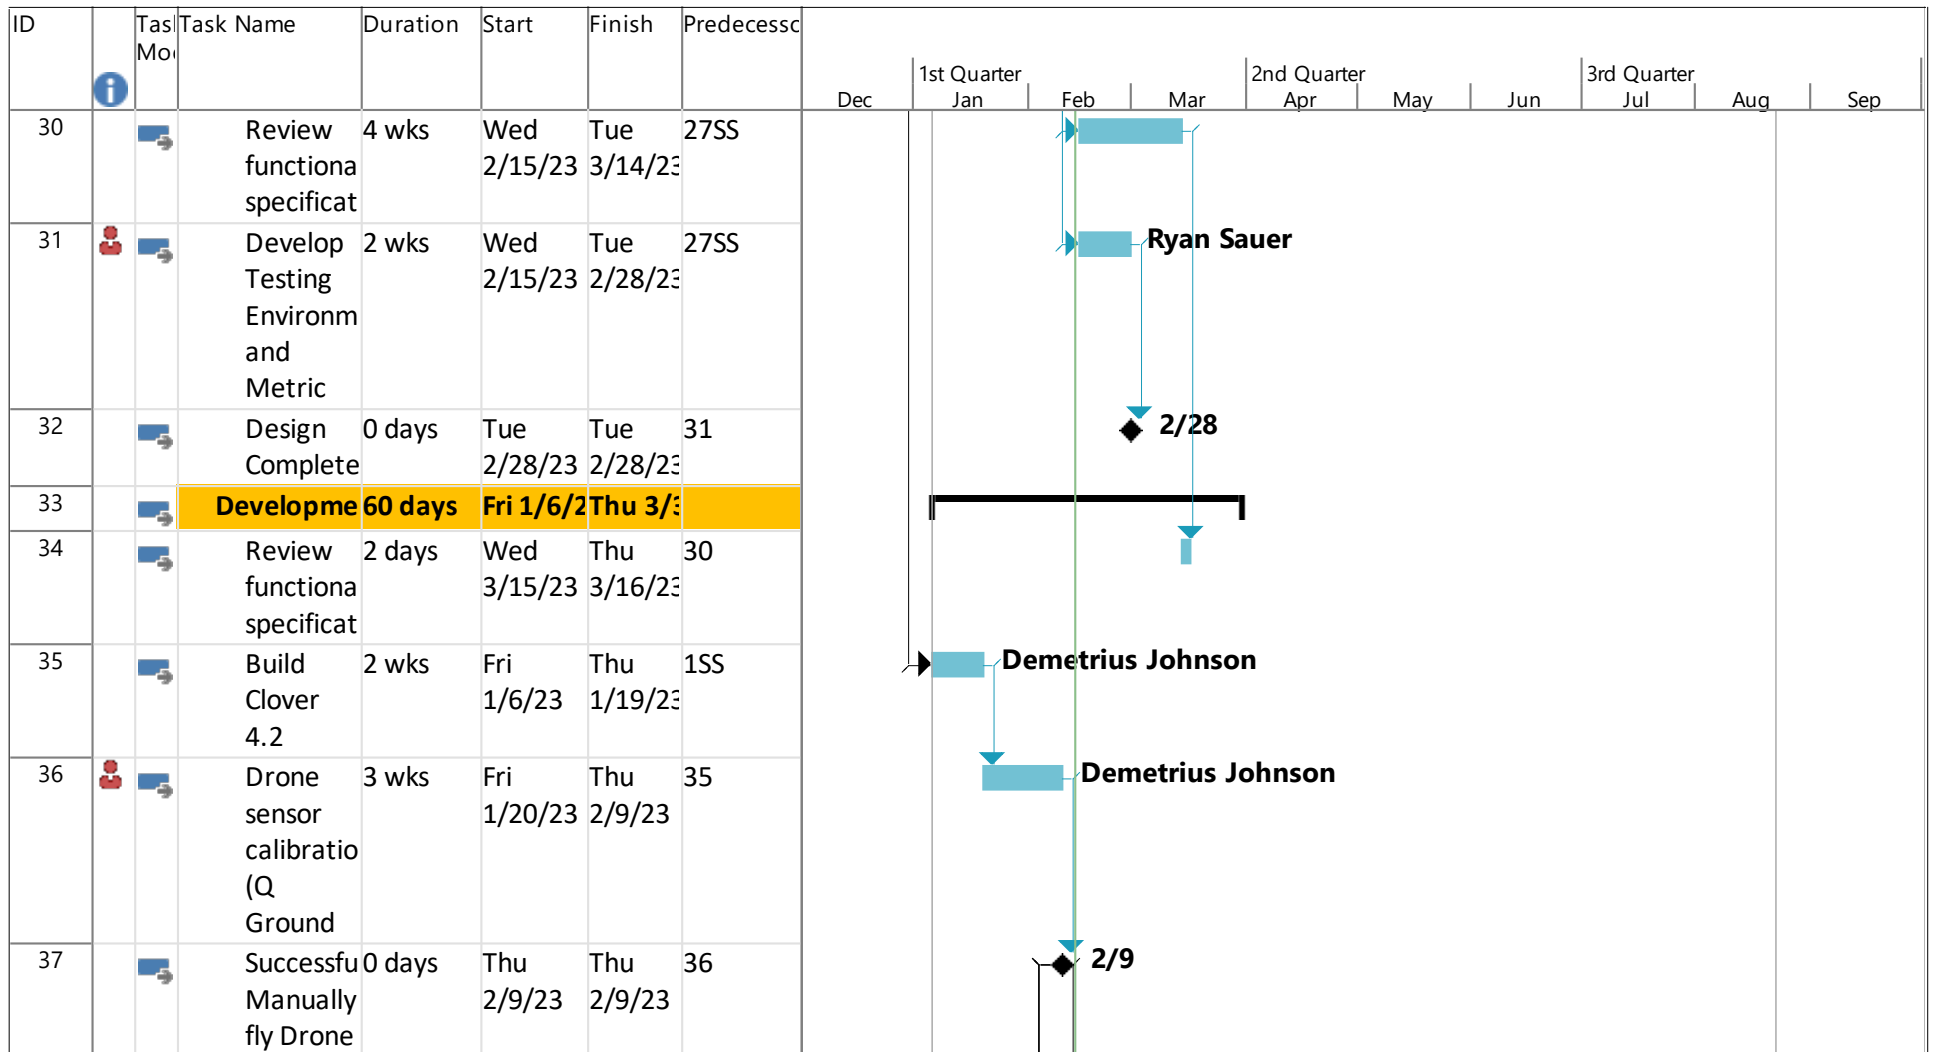 ID Tas Task Name Duration Start Finish Predecesso
Mo
1st Quarter 2nd Quarter 3rd Quarter
Dec Jan Feb Mar Apr May Jun Jul Aug Sep
30 Review 4 wks Wed Tue 27SS
functiona 2/15/23 3/14/23
specificat
31 Develop 2 wks Wed Tue 27SS
Testing 2/15/23 2/28/23
Environm
and
Metric
Ryan Sauer
32 Design 0 days Tue Tue 31
Complete 2/28/23 2/28/23
2/28
33 Developme 60 days Fri 1/6/2 Thu 3/3
34 Review 2 days Wed Thu 30
functiona 3/15/23 3/16/23
specificat
35 Build 2 wks Fri Thu 1SS
Clover 1/6/23 1/19/23
4.2
Demetrius Johnson
36 Drone 3 wks Fri Thu 35
sensor 1/20/23 2/9/23
calibratio
(Q
Ground
Demetrius Johnson
37 Successfu 0 days Thu Thu 36
Manually 2/9/23 2/9/23
fly Drone
2/9